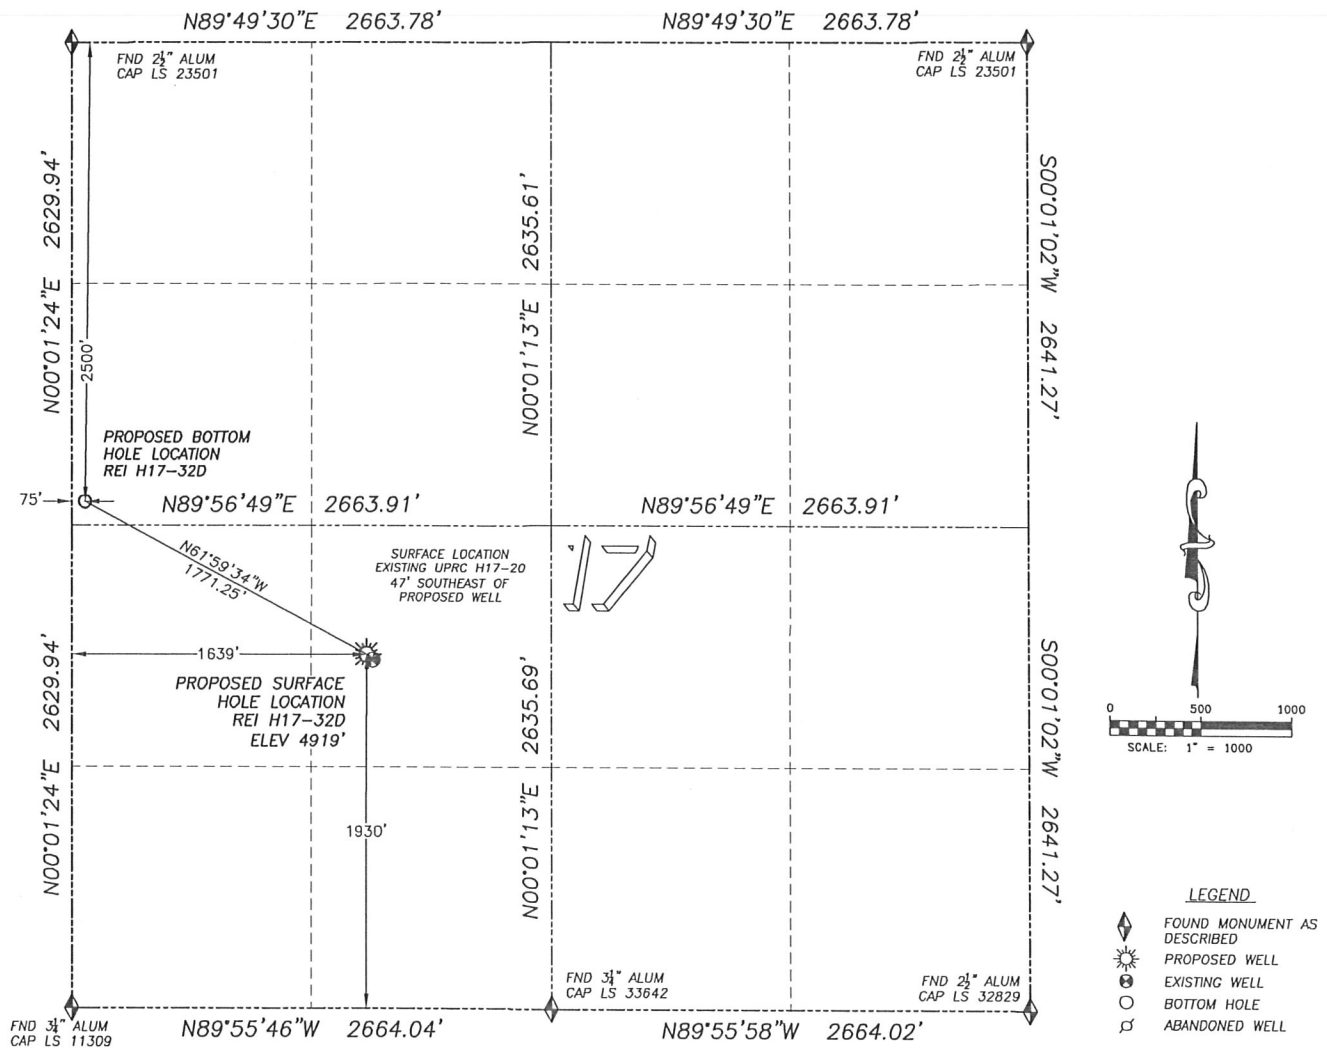 N89°49'30"E 2663.78'
N89°49'30"E 2663.78'
FND 2½" ALUM
CAP LS 23501
FND 2½" ALUM
CAP LS 23501
N00°01'24"E 2629.94'
2500'
N00°01'13"E 2635.61'
S00°01'02"W 2641.27'
PROPOSED BOTTOM
HOLE LOCATION
REI H17-32D
75'
N89°56'49"E 2663.91'
N89°56'49"E 2663.91'
N61°59'34"W
1771.25'
SURFACE LOCATION
EXISTING UPRC H17-20
47' SOUTHEAST OF
PROPOSED WELL
17
1639'
PROPOSED SURFACE
HOLE LOCATION
REI H17-32D
ELEV 4919'
N00°01'24"E 2629.94'
N00°01'13"E 2635.69'
S00°01'02"W 2641.27'
1930'
0 500 1000
SCALE: 1" = 1000
LEGEND
FOUND MONUMENT AS
DESCRIBED
PROPOSED WELL
EXISTING WELL
BOTTOM HOLE
ABANDONED WELL
FND 3¼" ALUM
CAP LS 33642
FND 2½" ALUM
CAP LS 32829
FND 3¼" ALUM
CAP LS 11309
N89°55'46"W 2664.04'
N89°55'58"W 2664.02'